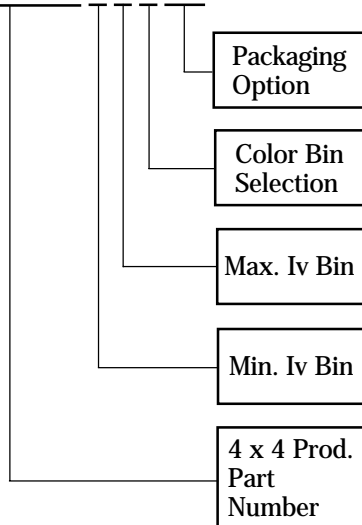 Packaging
Option
Color Bin
Selection
Max. Iv Bin
Min. Iv Bin
4 x 4 Prod.
Part
Number